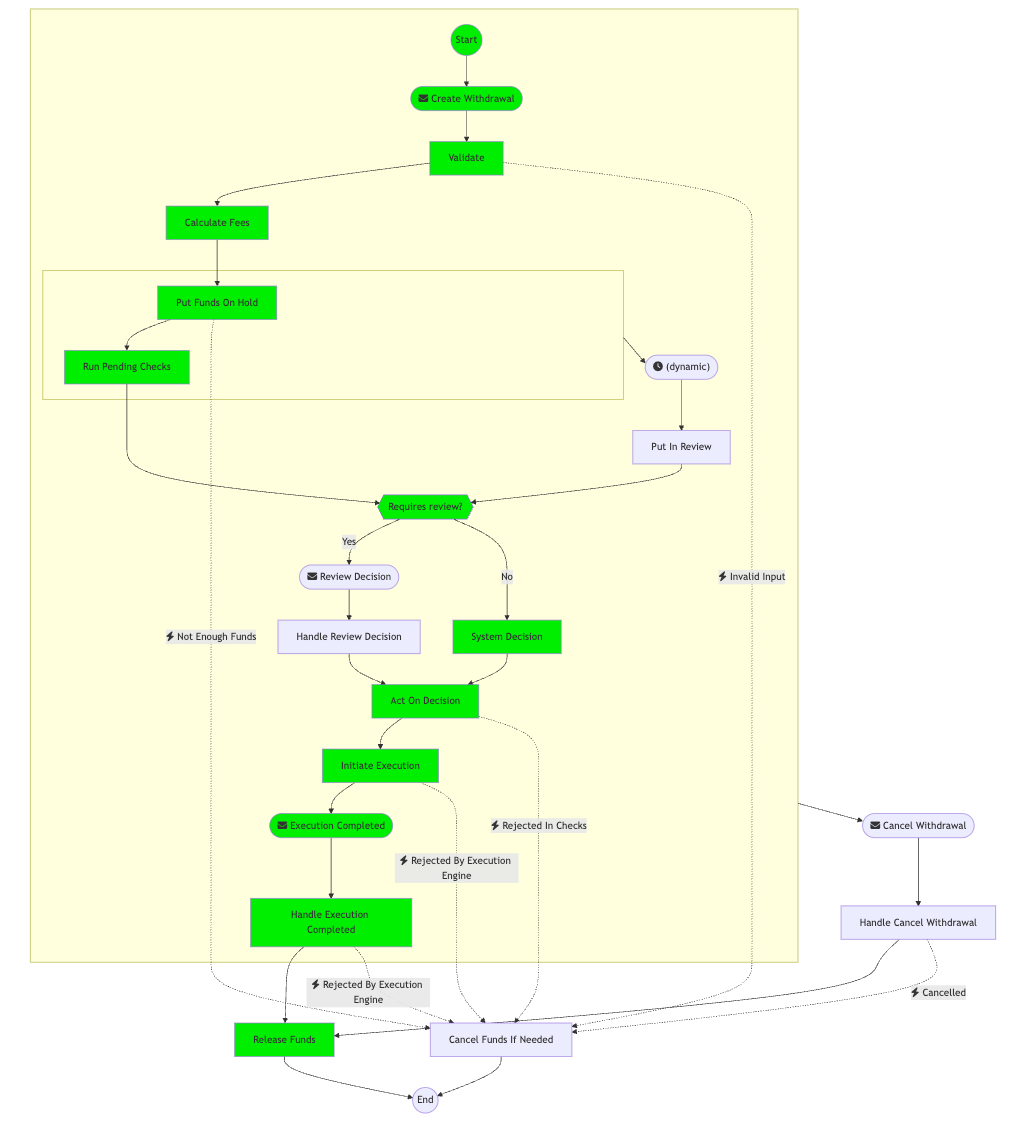 Start
Create Withdrawal
Validate
Calculate Fees
Put Funds On Hold
Run Pending Checks
(dynamic)
Put In Review
Requires review?
Yes
Review Decision
No
Invalid Input
Handle Review Decision
System Decision
Not Enough Funds
Act On Decision
Initiate Execution
Execution Completed
Rejected In Checks
Cancel Withdrawal
Rejected By Execution
Engine
Handle Execution
Completed
Handle Cancel Withdrawal
Rejected By Execution
Engine
Cancelled
Release Funds
Cancel Funds If Needed
End